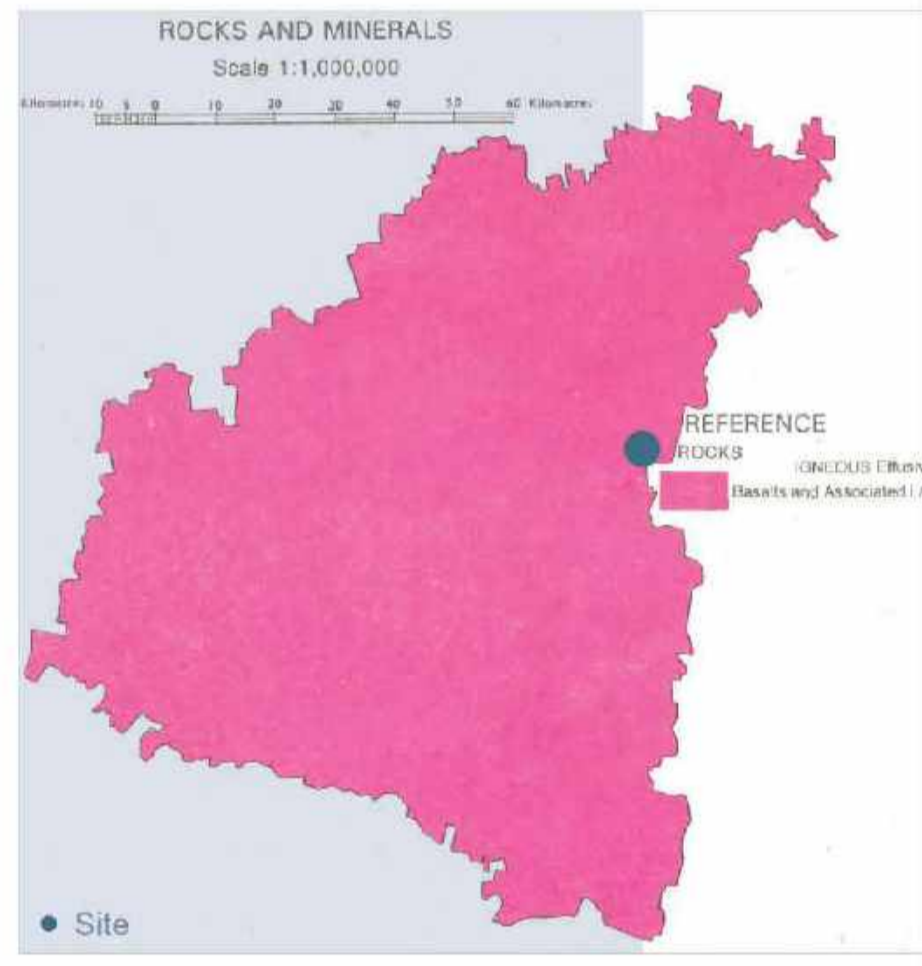 ROCKS AND MINERALS
Scale 1:1,000,000
Kilometres 10 5 0 10 20 30 40 50 60 Kilometres
REFERENCE
ROCKS
IGNEOUS
Basalts and Associated
Site